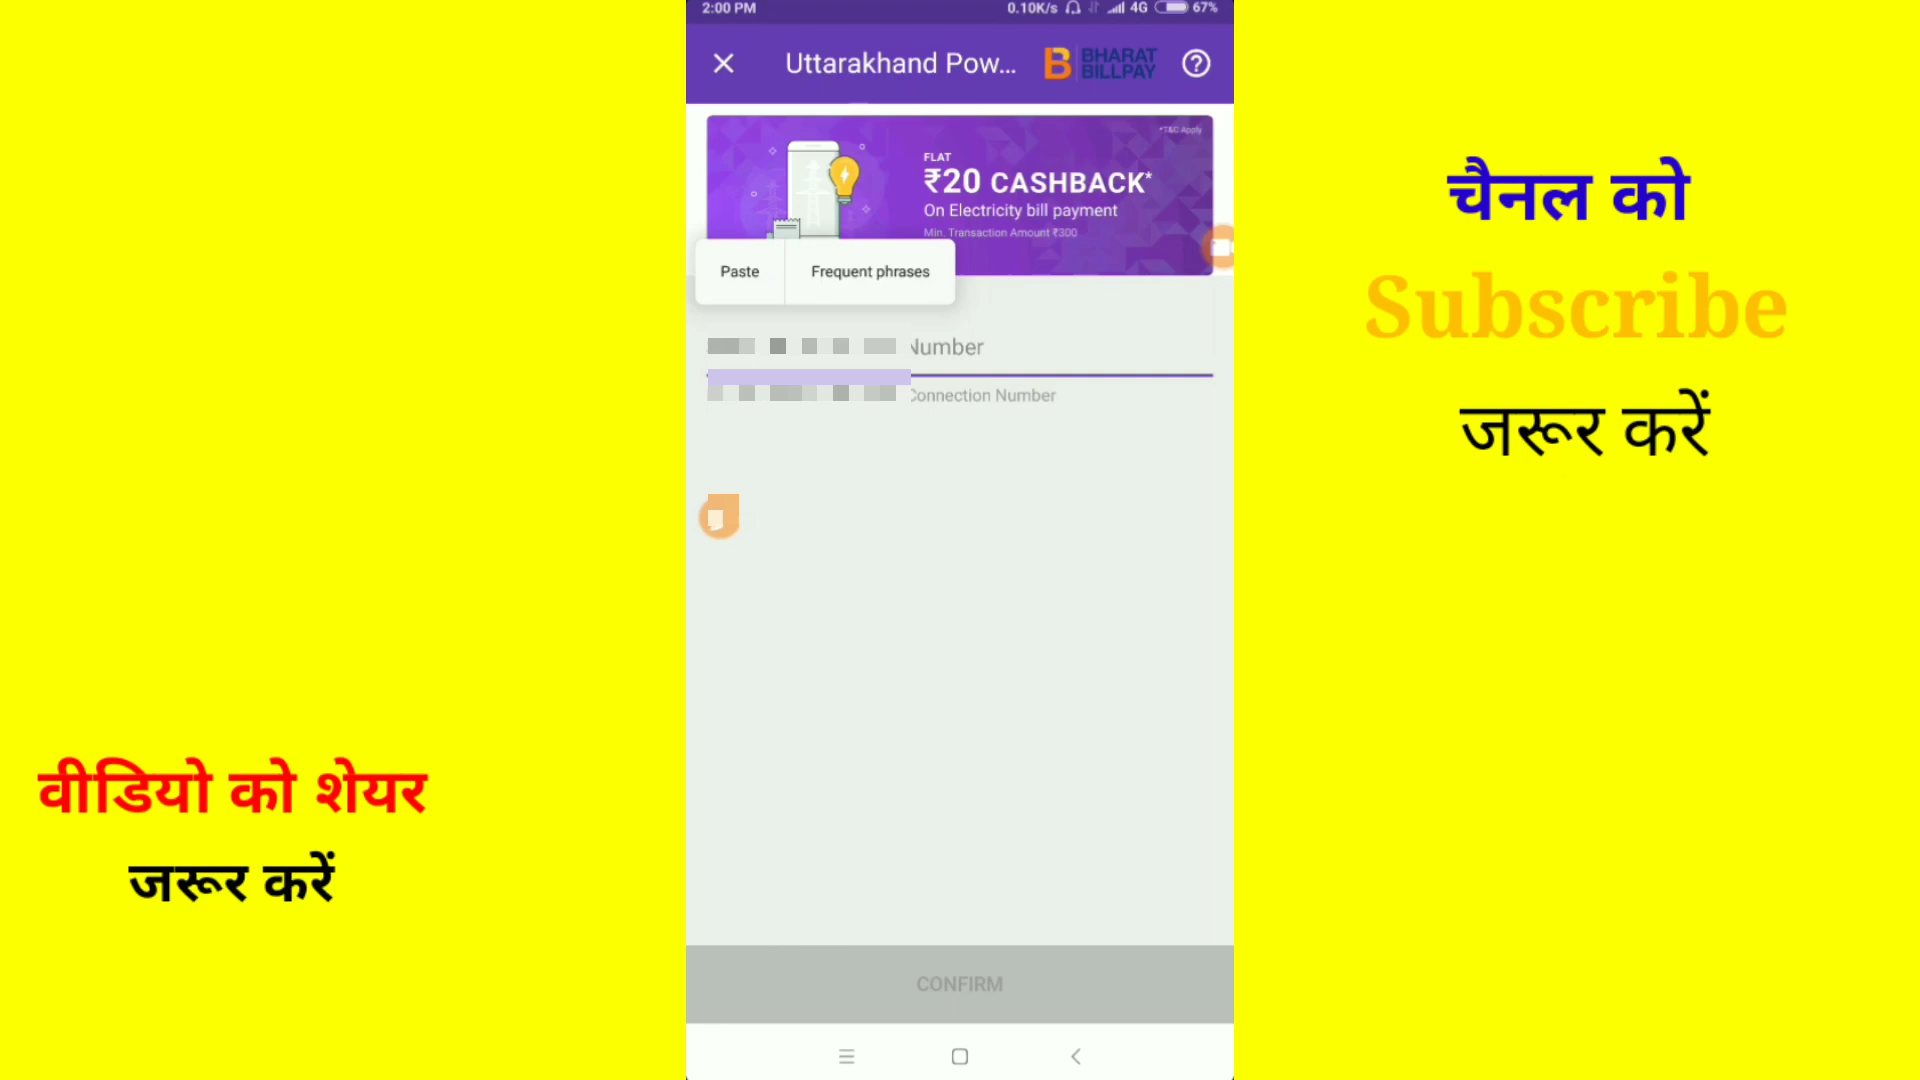 2:00 PM 0.10K/s 4G 67%
Uttarakhand Pow... BHARAT BILLPAY
*T&C Apply
FLAT
₹20 CASHBACK*
On Electricity bill payment
Min. Transaction Amount ₹300
Paste Frequent phrases
Number
Connection Number
CONFIRM
चैनल को
Subscribe
जरूर करें
वीडियो को शेयर
जरूर करें